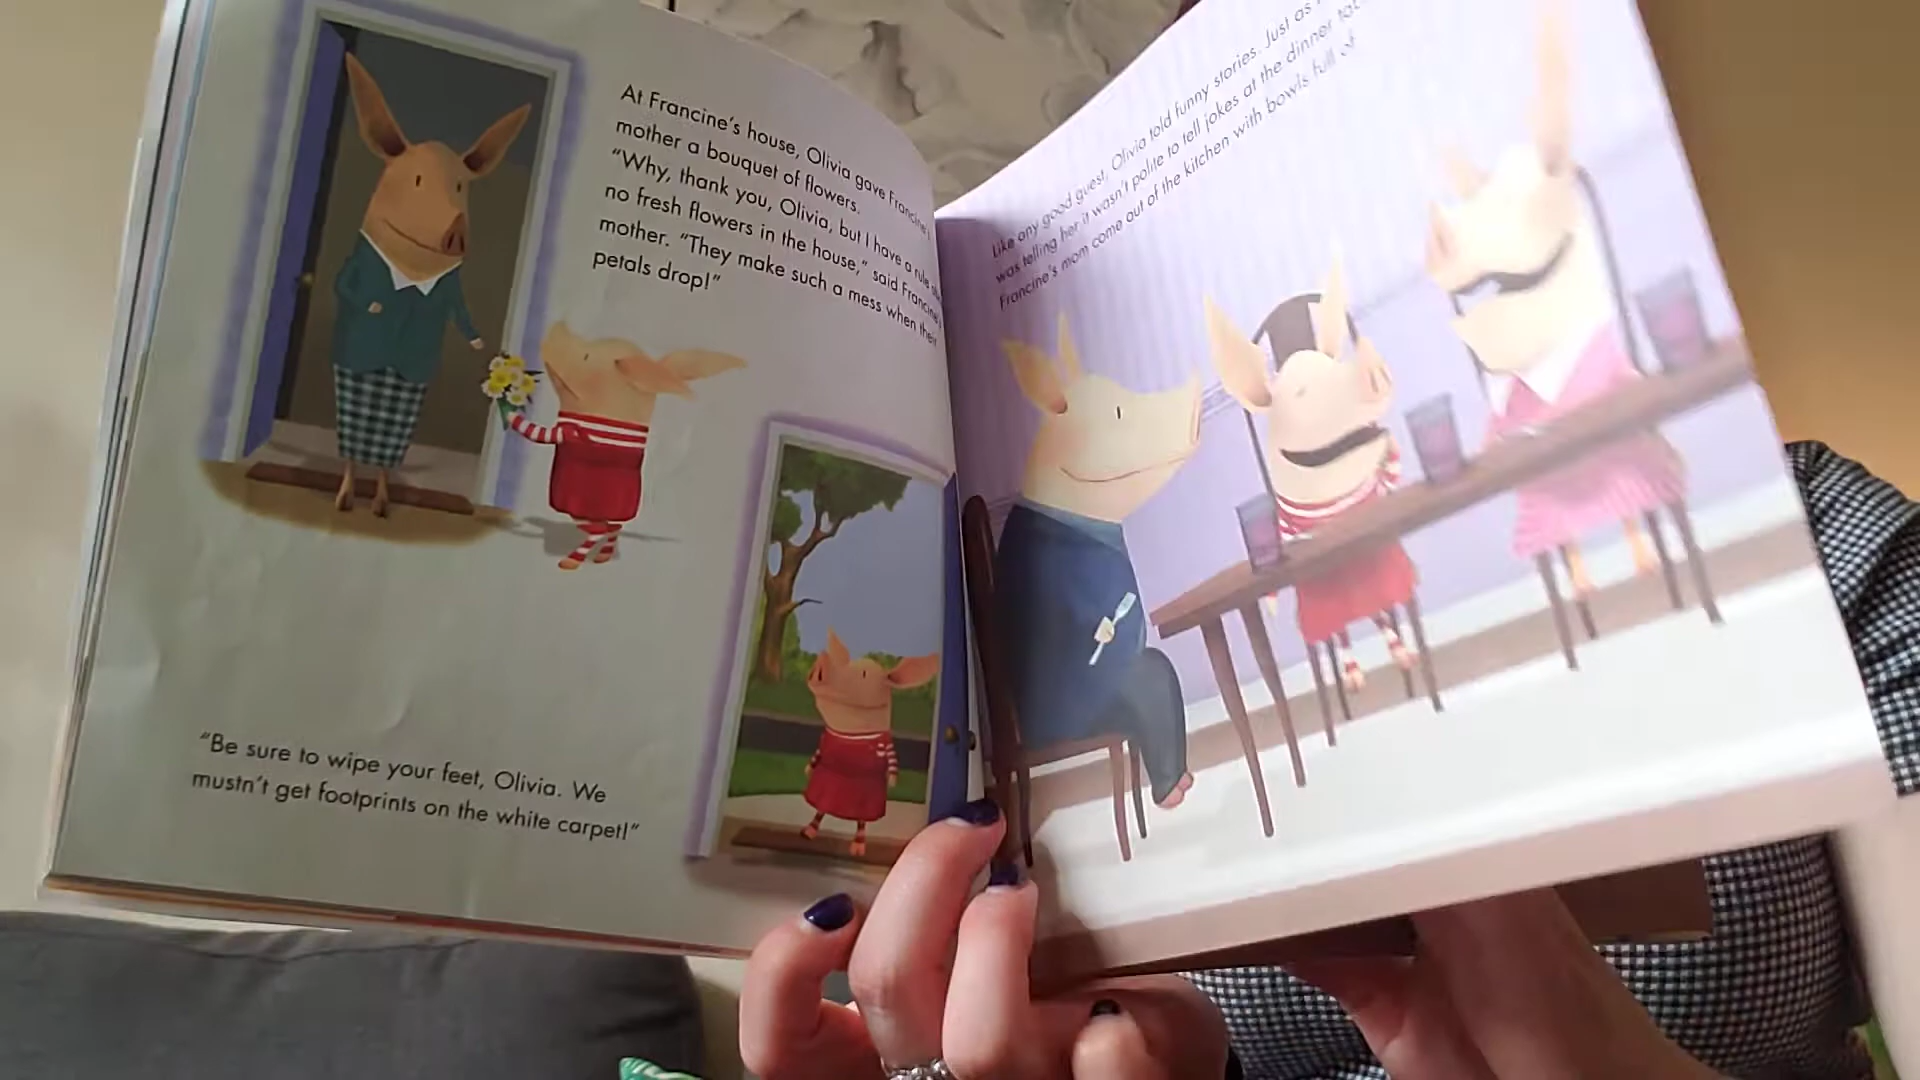 At Francine's house, Olivia gave Francine's
mother a bouquet of flowers.
"Why, thank you, Olivia, but I have a rule
no fresh flowers in the house," said Francine's
mother. "They make such a mess when their
petals drop!"
"Be sure to wipe your feet, Olivia. We
mustn't get footprints on the white carpet!"
Like any good guest, Olivia told funny stories. Just as
was telling her it wasn't polite to tell jokes at the dinner
Francine's mom come out of the kitchen with bowls full of